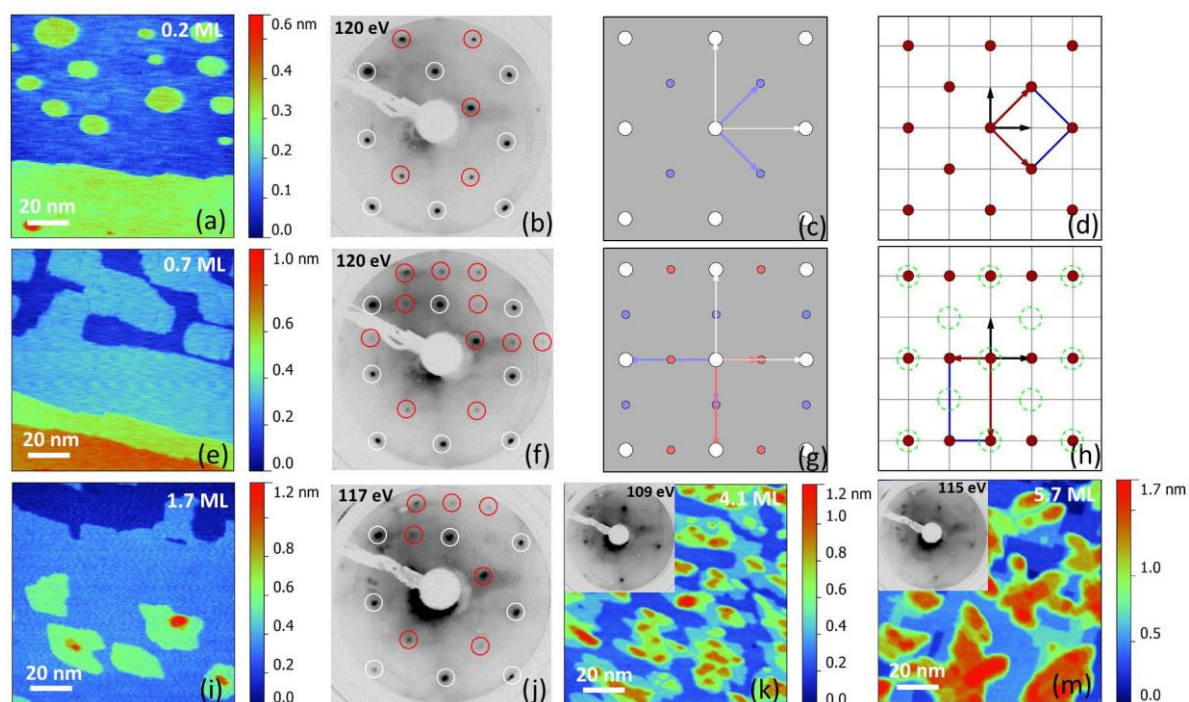 0.2 ML
0.6 nm
0.4
0.3
0.2
0.1
0.0
20 nm
(a)
120 eV
(b)
(c)
(d)
0.7 ML
1.0 nm
0.8
0.6
0.4
0.2
0.0
20 nm
(e)
120 eV
(f)
(g)
(h)
1.7 ML
1.2 nm
0.8
0.6
0.4
0.2
0.0
20 nm
(i)
117 eV
(j)
109 eV
4.1 ML
1.2 nm
1.0
0.8
0.6
0.4
0.2
0.0
20 nm
(k)
115 eV
5.7 ML
1.7 nm
1.0
0.5
0.0
20 nm
(m)